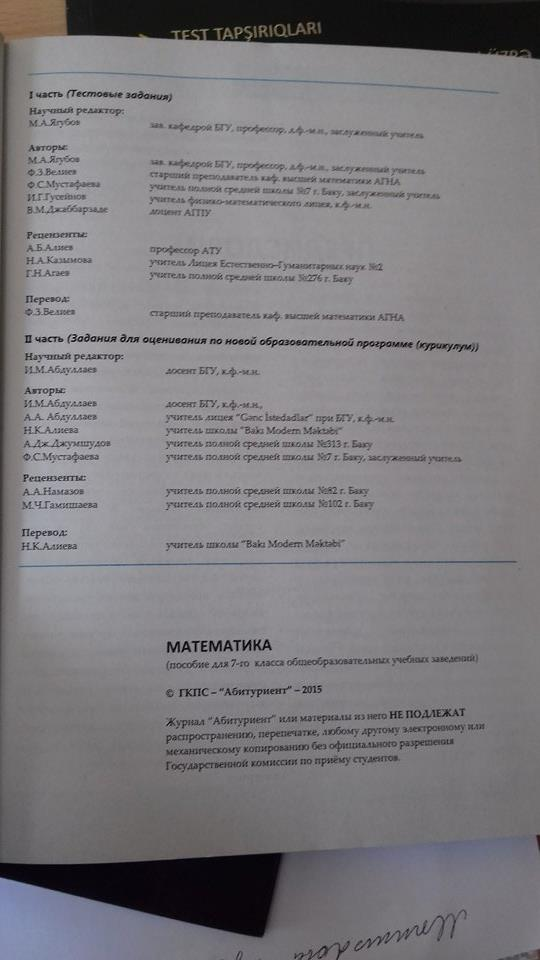 TEST TAPŞIRIQLARI
I часть (Тестовые задания)
Научный редактор:
М.А.Ягубов зав. кафедрой БГУ, профессор, д.ф.-м.н., заслуженный учитель
Авторы:
М.А.Ягубов зав. кафедрой БГУ, профессор, д.ф.-м.н., заслуженный учитель
Ф.З.Велиев старший преподаватель каф. высшей математики АГНА
Ф.С.Мустафаева учитель полной средней школы №7 г. Баку, заслуженный учитель
И.Г.Гусейнов учитель физико-математического лицея, к.ф.-м.н.
В.М.Джаббарзаде доцент АГПУ
Рецензенты:
А.Б.Алиев профессор АТУ
Н.А.Казымова учитель Лицея Естественно–Гуманитарных наук №2
Г.Н.Агаев учитель полной средней школы №276 г. Баку
Перевод:
Ф.З.Велиев старший преподаватель каф. высшей математики АГНА
II часть (Задания для оценивания по новой образовательной программе (курикулум))
Научный редактор:
И.М.Абдуллаев досент БГУ, к.ф.-м.н.
Авторы:
И.М.Абдуллаев досент БГУ, к.ф.-м.н.,
А.А. Абдуллаев учитель лицея “Gənc İstedadlar” при БГУ, к.ф.-м.н.
Н.К.Алиева учитель школы “Bakı Modern Məktəbi”
А.Дж.Джумшудов учитель полной средней школы №313 г. Баку
Ф.С.Мустафаева учитель полной средней школы №7 г. Баку, заслуженный учитель
Рецензенты:
А.А.Намазов учитель полной средней школы №82 г. Баку
М.Ч.Гамишаева учитель полной средней школы №102 г. Баку
Перевод:
Н.К.Алиева учитель школы “Bakı Modern Məktəbi”
МАТЕМАТИКА
(пособие для 7-го класса общеобразовательных учебных заведений)
© ГКПС – “Абитуриент” – 2015
Журнал “Абитуриент” или материалы из него НЕ ПОДЛЕЖАТ
распространению, перепечатке, любому другому электронному или
механическому копированию без официального разрешения
Государственной комиссии по приёму студентов.